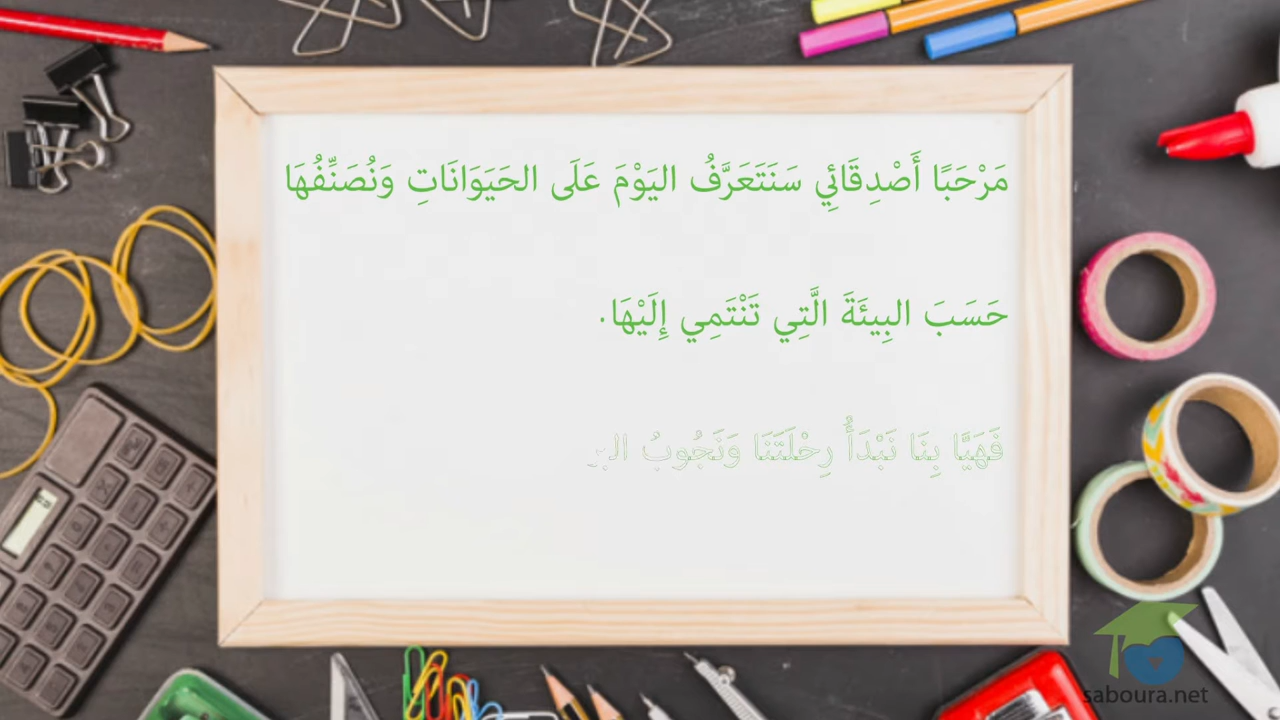 مَرْحَبًا أَصْدِقَائِي سَنَتَعَرَّفُ اليَوْمَ عَلَى الحَيَوَانَاتِ وَنُصَنِّفُهَا
حَسَبَ البِيئَةَ الَّتِي تَنْتَمِي إِلَيْهَا.
فَهَيَّا بِنَا نَبْدَأُ رِحْلَتَنَا وَنَجُوبُ
saboura.net